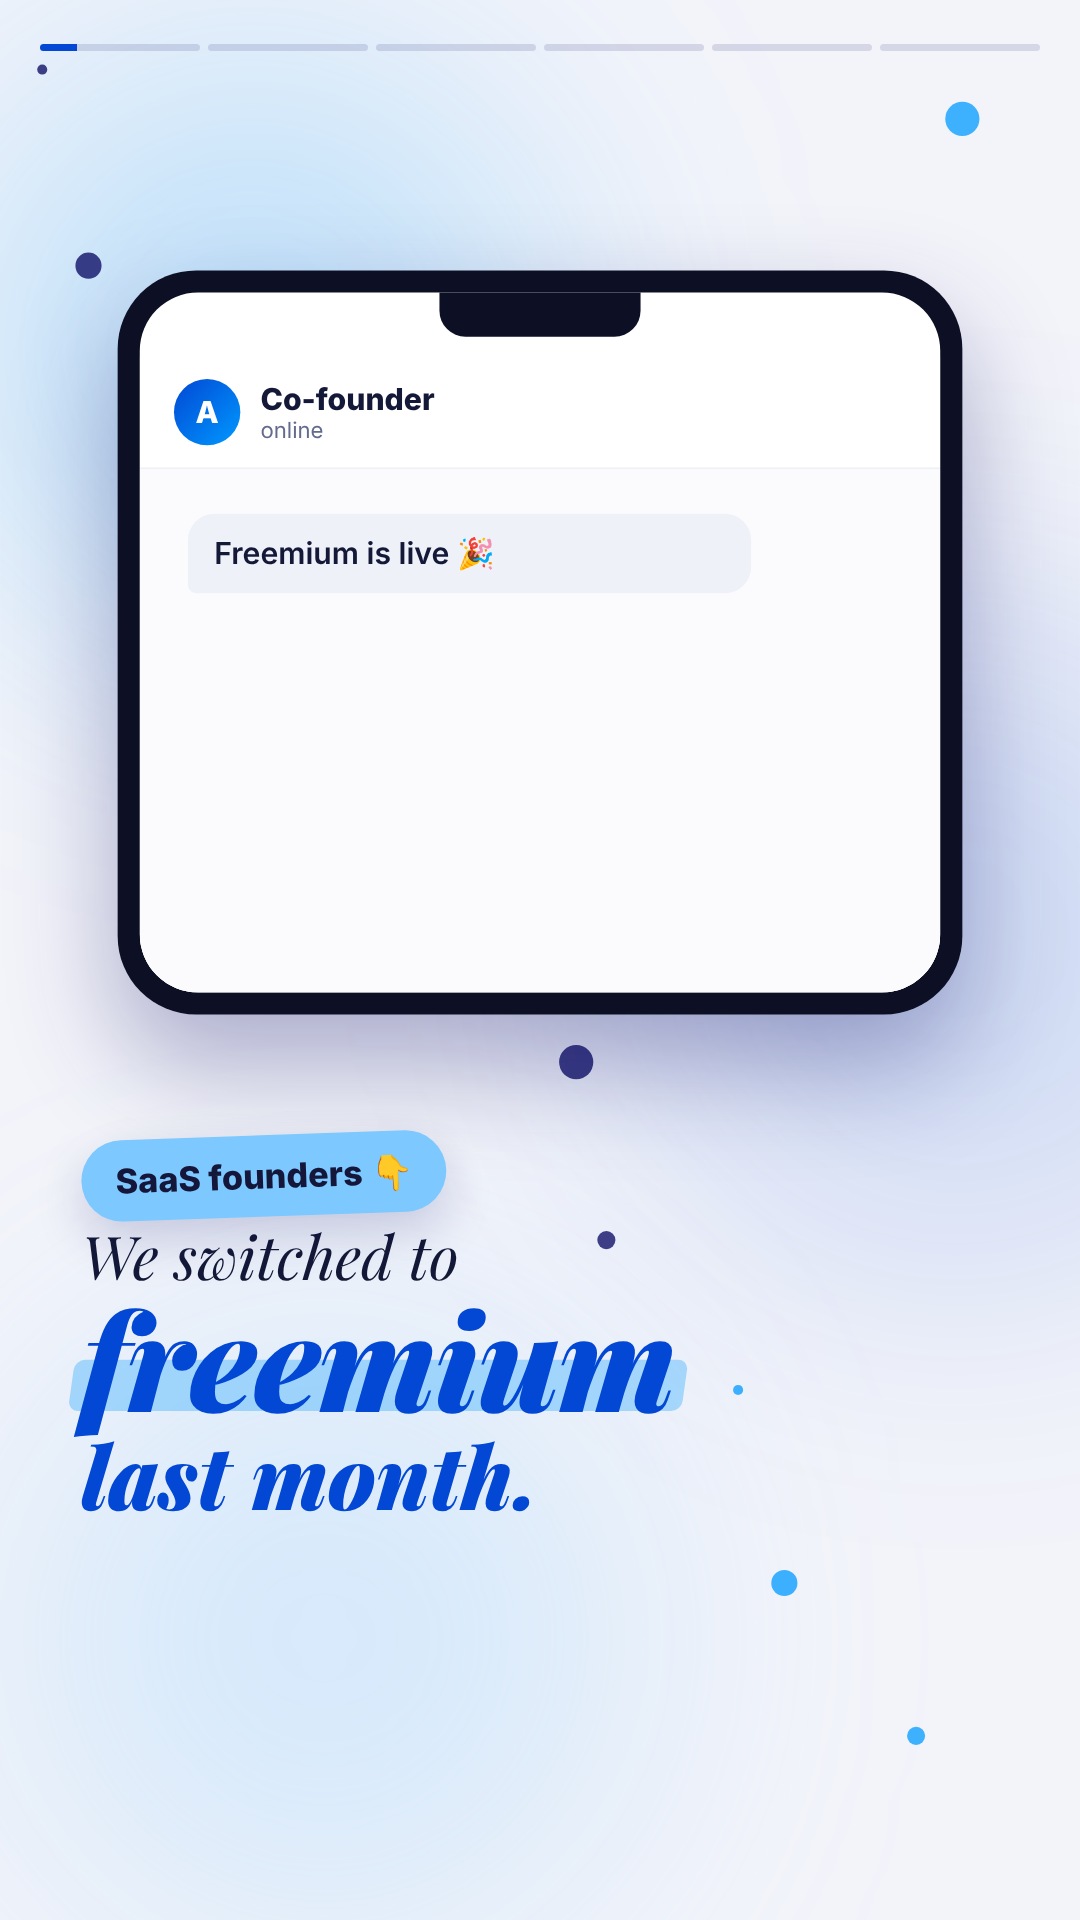 A
Co-founder
online
Freemium is live 🎉
SaaS founders 👇
We switched to
freemium
last month.